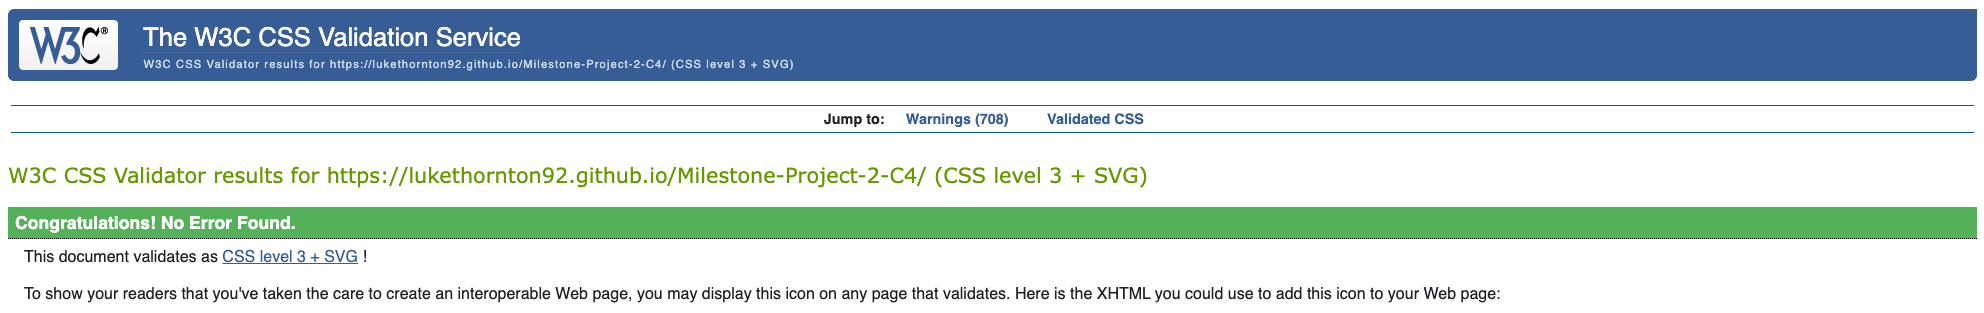 W3C®
The W3C CSS Validation Service
W3C CSS Validator results for https://lukethornton92.github.io/Milestone-Project-2-C4/ (CSS level 3 + SVG)
Jump to: Warnings (708) Validated CSS
W3C CSS Validator results for https://lukethornton92.github.io/Milestone-Project-2-C4/ (CSS level 3 + SVG)
Congratulations! No Error Found.
This document validates as CSS level 3 + SVG !
To show your readers that you've taken the care to create an interoperable Web page, you may display this icon on any page that validates. Here is the XHTML you could use to add this icon to your Web page: